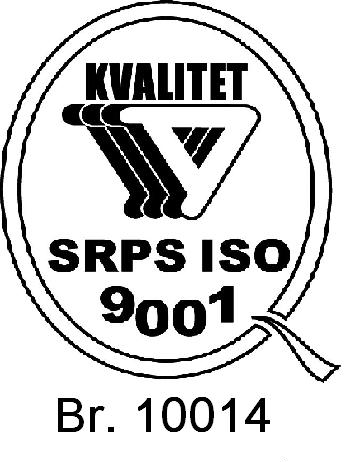 KVALITET
SRPS ISO
9001
Br. 10014